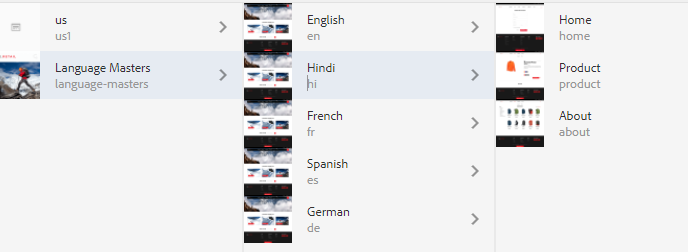 us
us1
Language Masters
language-masters
English
en
Hindi
hi
French
fr
Spanish
es
German
de
Home
home
Product
product
About
about